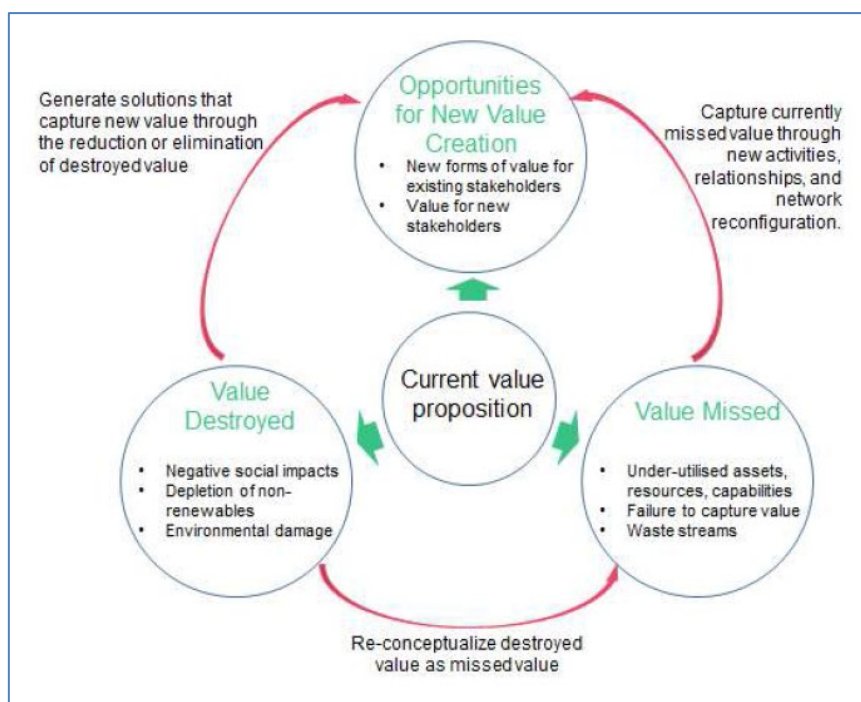 Generate solutions that
capture new value through
the reduction or elimination
of destroyed value
Opportunities
for New Value
Creation
• New forms of value for
existing stakeholders
• Value for new
stakeholders
Capture currently
missed value through
new activities,
relationships, and
network
reconfiguration.
Current value
proposition
Value
Destroyed
• Negative social impacts
• Depletion of non-
renewables
• Environmental damage
Value Missed
• Under-utilised assets,
resources, capabilities
• Failure to capture value
• Waste streams
Re-conceptualize destroyed
value as missed value